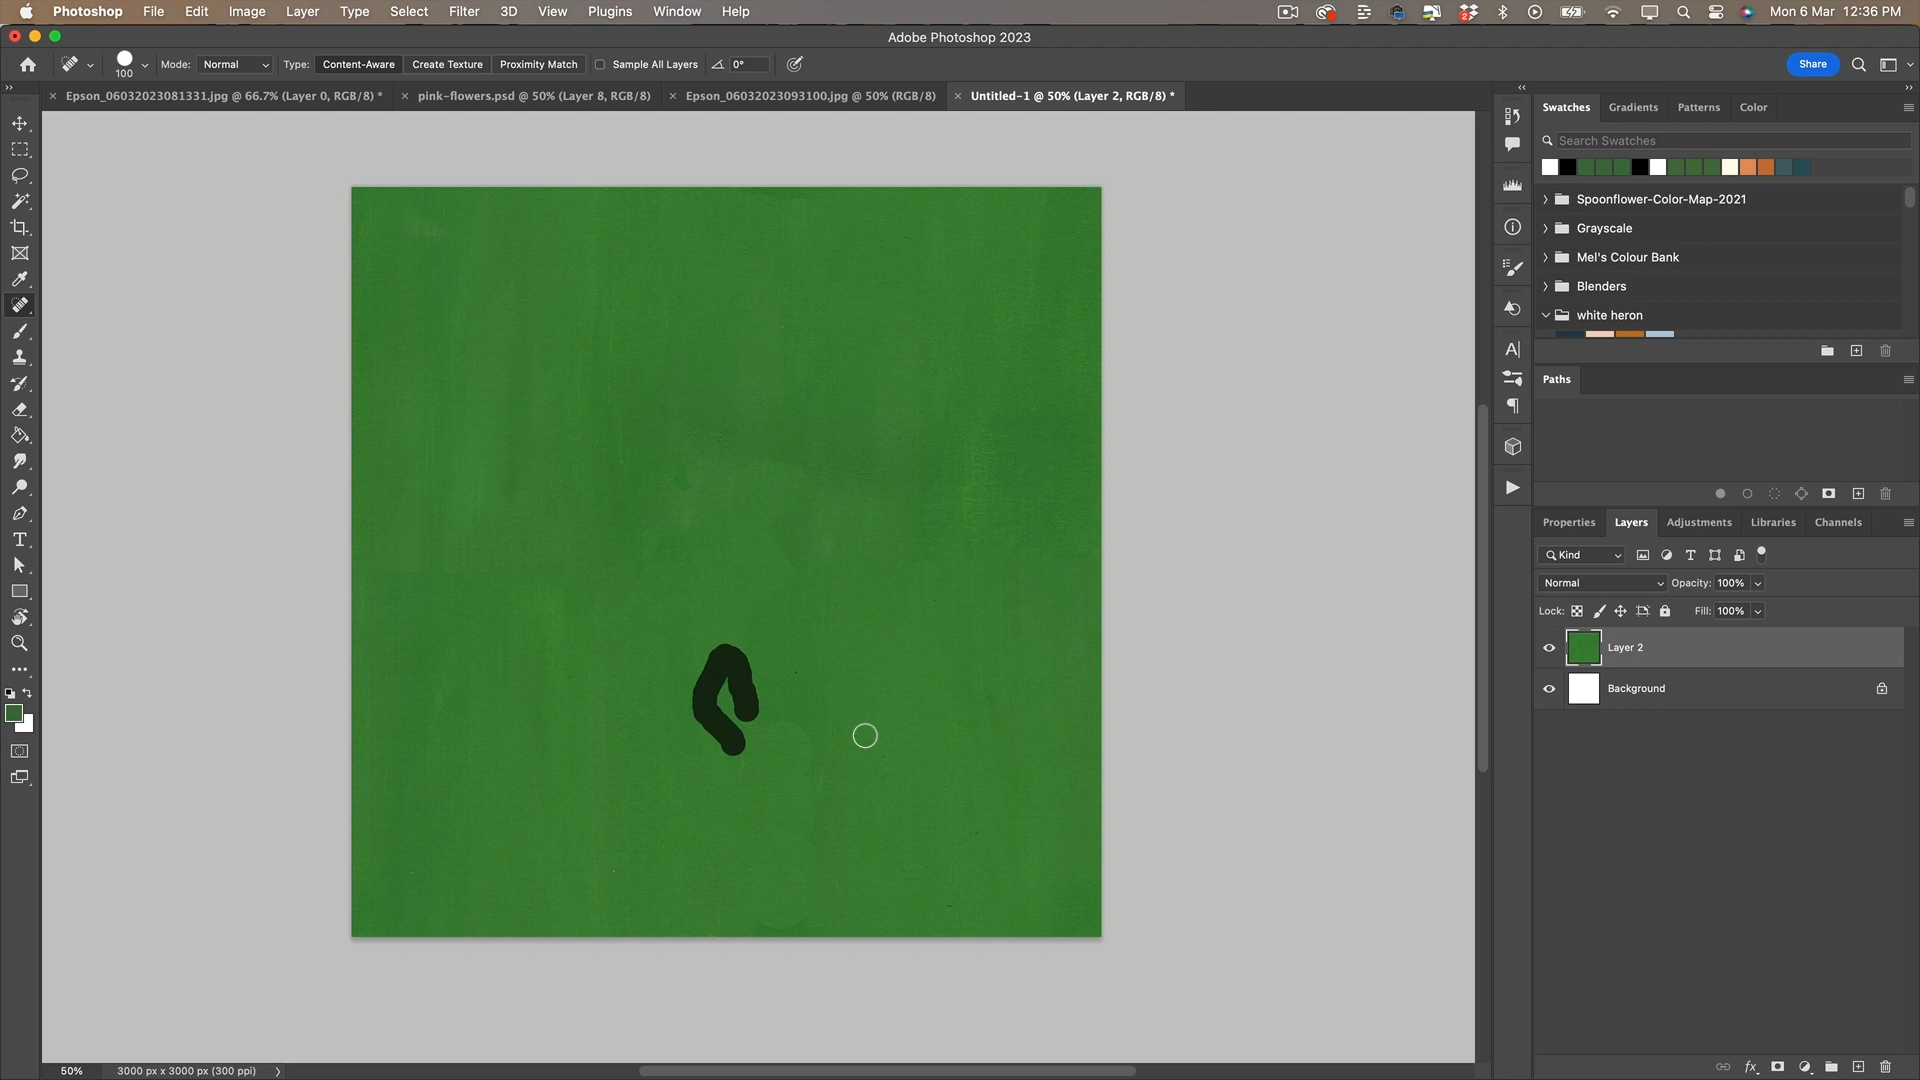 Photoshop File Edit Image Layer Type Select Filter 3D View Plugins Window Help 2 Mon 6 Mar 12:36 PM
Adobe Photoshop 2023
100 Mode: Normal Type: Content-Aware Create Texture Proximity Match Sample All Layers 0° Share
Epson_06032023081331.jpg @ 66.7% (Layer 0, RGB/8) * pink-flowers.psd @ 50% (Layer 8, RGB/8) Epson_06032023093100.jpg @ 50% (RGB/8) Untitled-1 @ 50% (Layer 2, RGB/8) *
Swatches Gradients Patterns Color
Search Swatches
Spoonflower-Color-Map-2021
Grayscale
Mel's Colour Bank
Blenders
white heron
Paths
Properties Layers Adjustments Libraries Channels
Kind
Normal Opacity: 100%
Lock: Fill: 100%
Layer 2
Background
50% 3000 px x 3000 px (300 ppi)